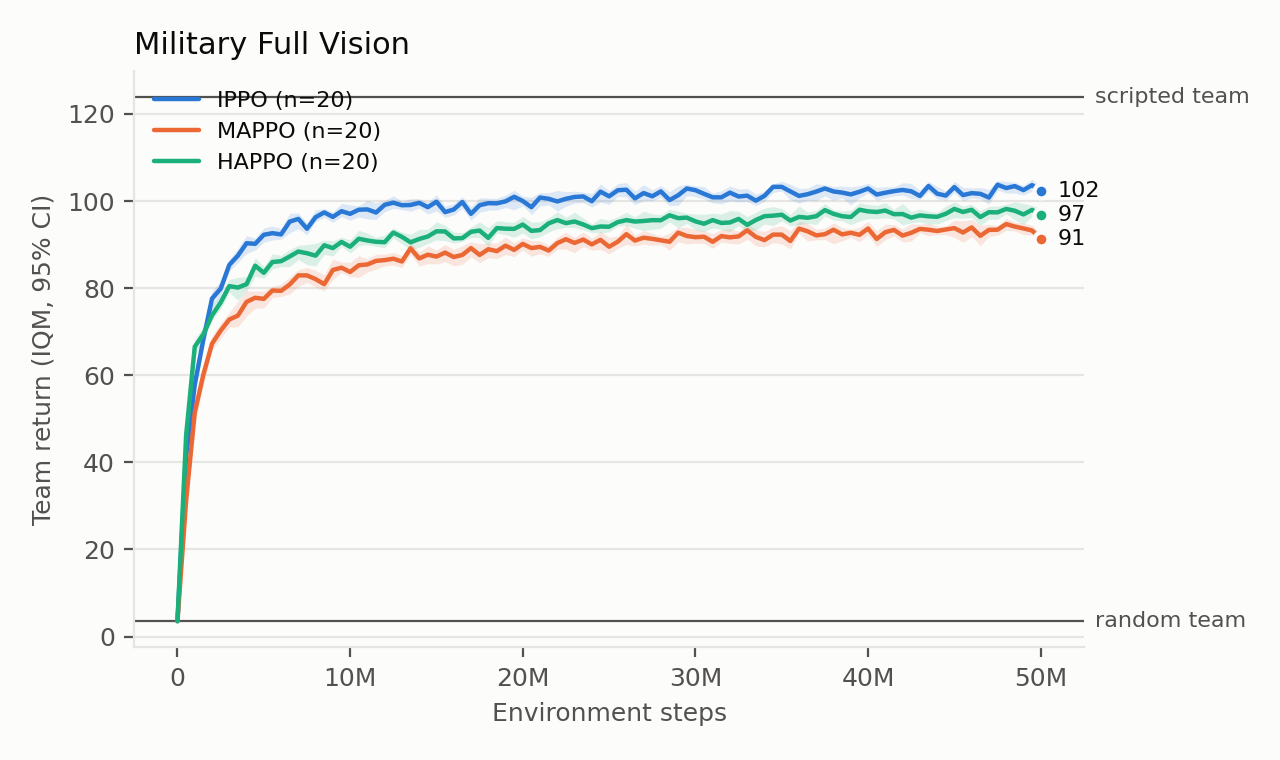 Military Full Vision
IPPO (n=20)
MAPPO (n=20)
HAPPO (n=20)
scripted team
random team
102
97
91
120
100
80
60
40
20
0
Team return (IQM, 95% CI)
0 10M 20M 30M 40M 50M
Environment steps